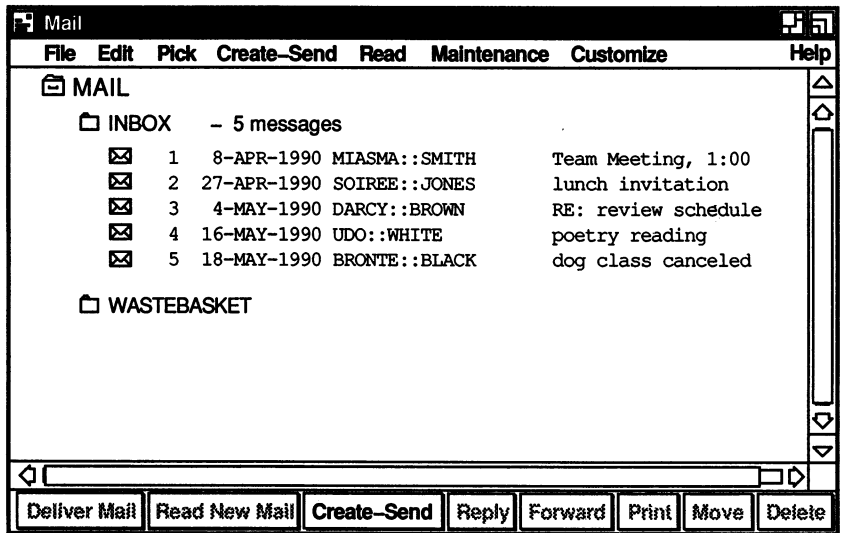 Mail
File Edit Pick Create–Send Read Maintenance Customize Help
MAIL
INBOX – 5 messages
1 8-APR-1990 MIASMA::SMITH Team Meeting, 1:00
2 27-APR-1990 SOIREE::JONES lunch invitation
3 4-MAY-1990 DARCY::BROWN RE: review schedule
4 16-MAY-1990 UDO::WHITE poetry reading
5 18-MAY-1990 BRONTE::BLACK dog class canceled
WASTEBASKET
Deliver Mail Read New Mail Create–Send Reply Forward Print Move Delete